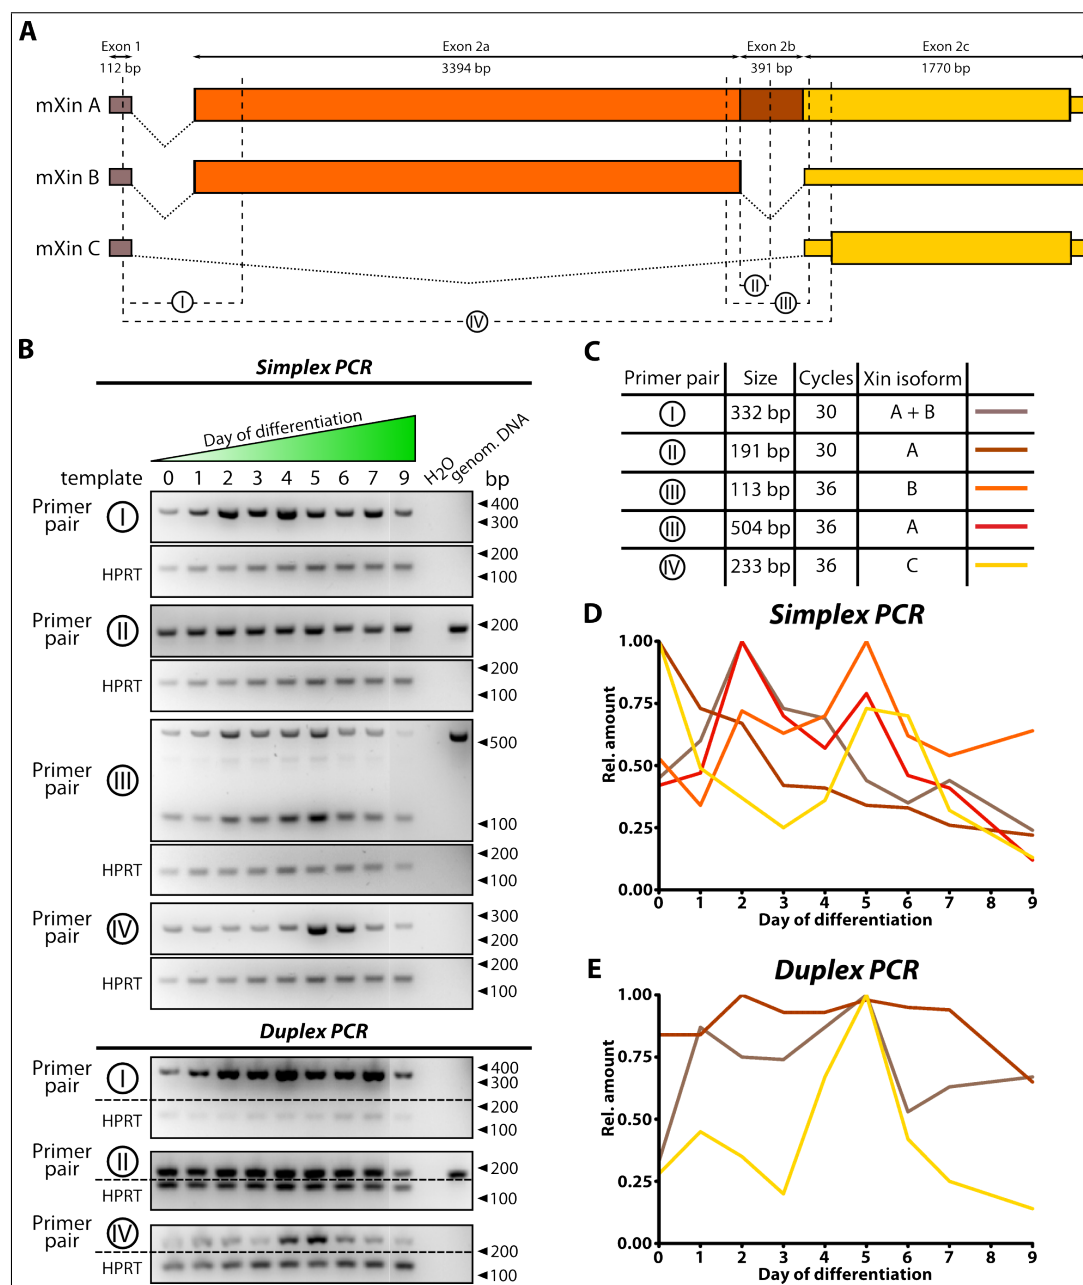 A
Exon 1
Exon 2a
Exon 2b
Exon 2c
112 bp
3394 bp
391 bp
1770 bp
mXin A
mXin B
mXin C
I
II
III
IV
B
Simplex PCR
Day of differentiation
template 0 1 2 3 4 5 6 7 9 H2O genom. DNA bp
Primer pair I
400
300
HPRT
200
100
Primer pair II
200
HPRT
200
100
Primer pair III
500
100
HPRT
200
100
Primer pair IV
300
200
HPRT
200
100
Duplex PCR
Primer pair I
400
300
HPRT
200
100
Primer pair II
200
HPRT
100
Primer pair IV
200
HPRT
100
C
Primer pair Size Cycles Xin isoform
I 332 bp 30 A + B
II 191 bp 30 A
III 113 bp 36 B
III 504 bp 36 A
IV 233 bp 36 C
D
Simplex PCR
Rel. amount
1.00
0.75
0.50
0.25
0.00
0 1 2 3 4 5 6 7 8 9
Day of differentiation
E
Duplex PCR
Rel. amount
1.00
0.75
0.50
0.25
0.00
0 1 2 3 4 5 6 7 8 9
Day of differentiation